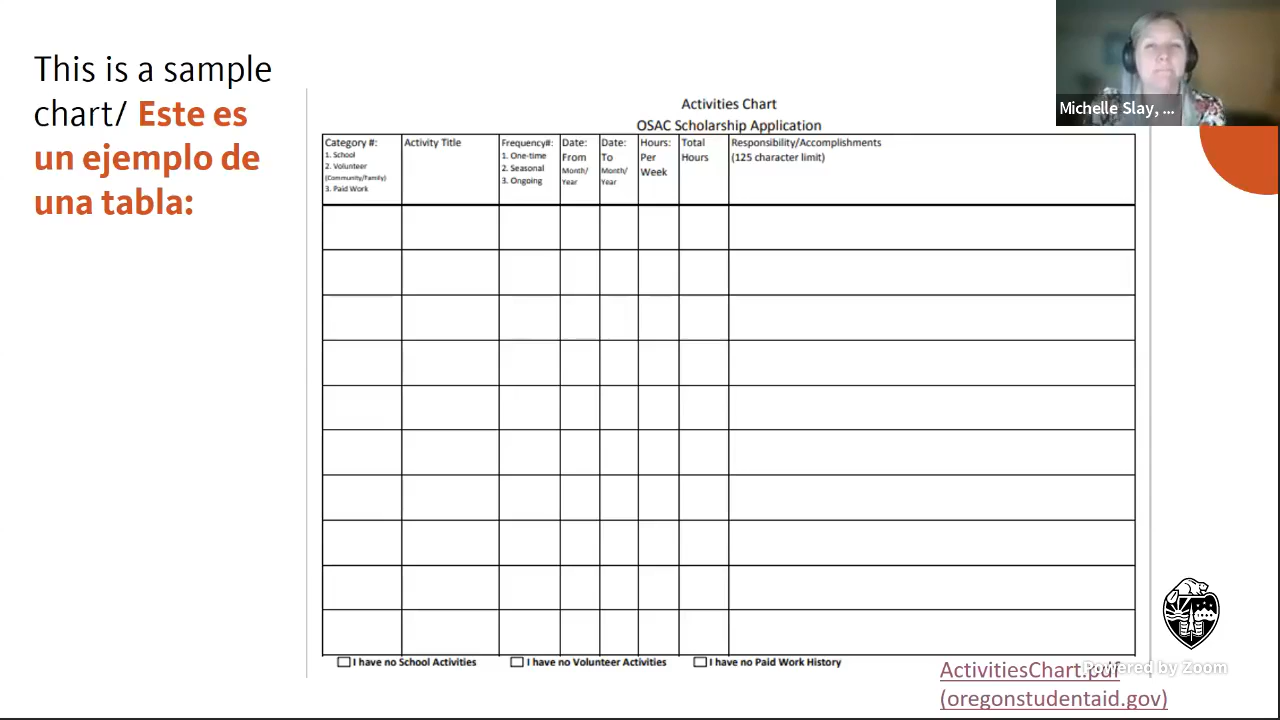 This is a sample
chart/ Este es
un ejemplo de
una tabla:
Michelle Slay, ...
Activities Chart
OSAC Scholarship Application
Category #:
1. School
2. Volunteer
(Community/Family)
3. Paid Work
Activity Title
Frequency#:
1. One-time
2. Seasonal
3. Ongoing
Date:
From
Month/
Year
Date:
To
Month/
Year
Hours:
Per
Week
Total
Hours
Responsibility/Accomplishments
(125 character limit)
I have no School Activities
I have no Volunteer Activities
I have no Paid Work History
ActivitiesChart.pdf
(oregonstudentaid.gov)
Powered by Zoom